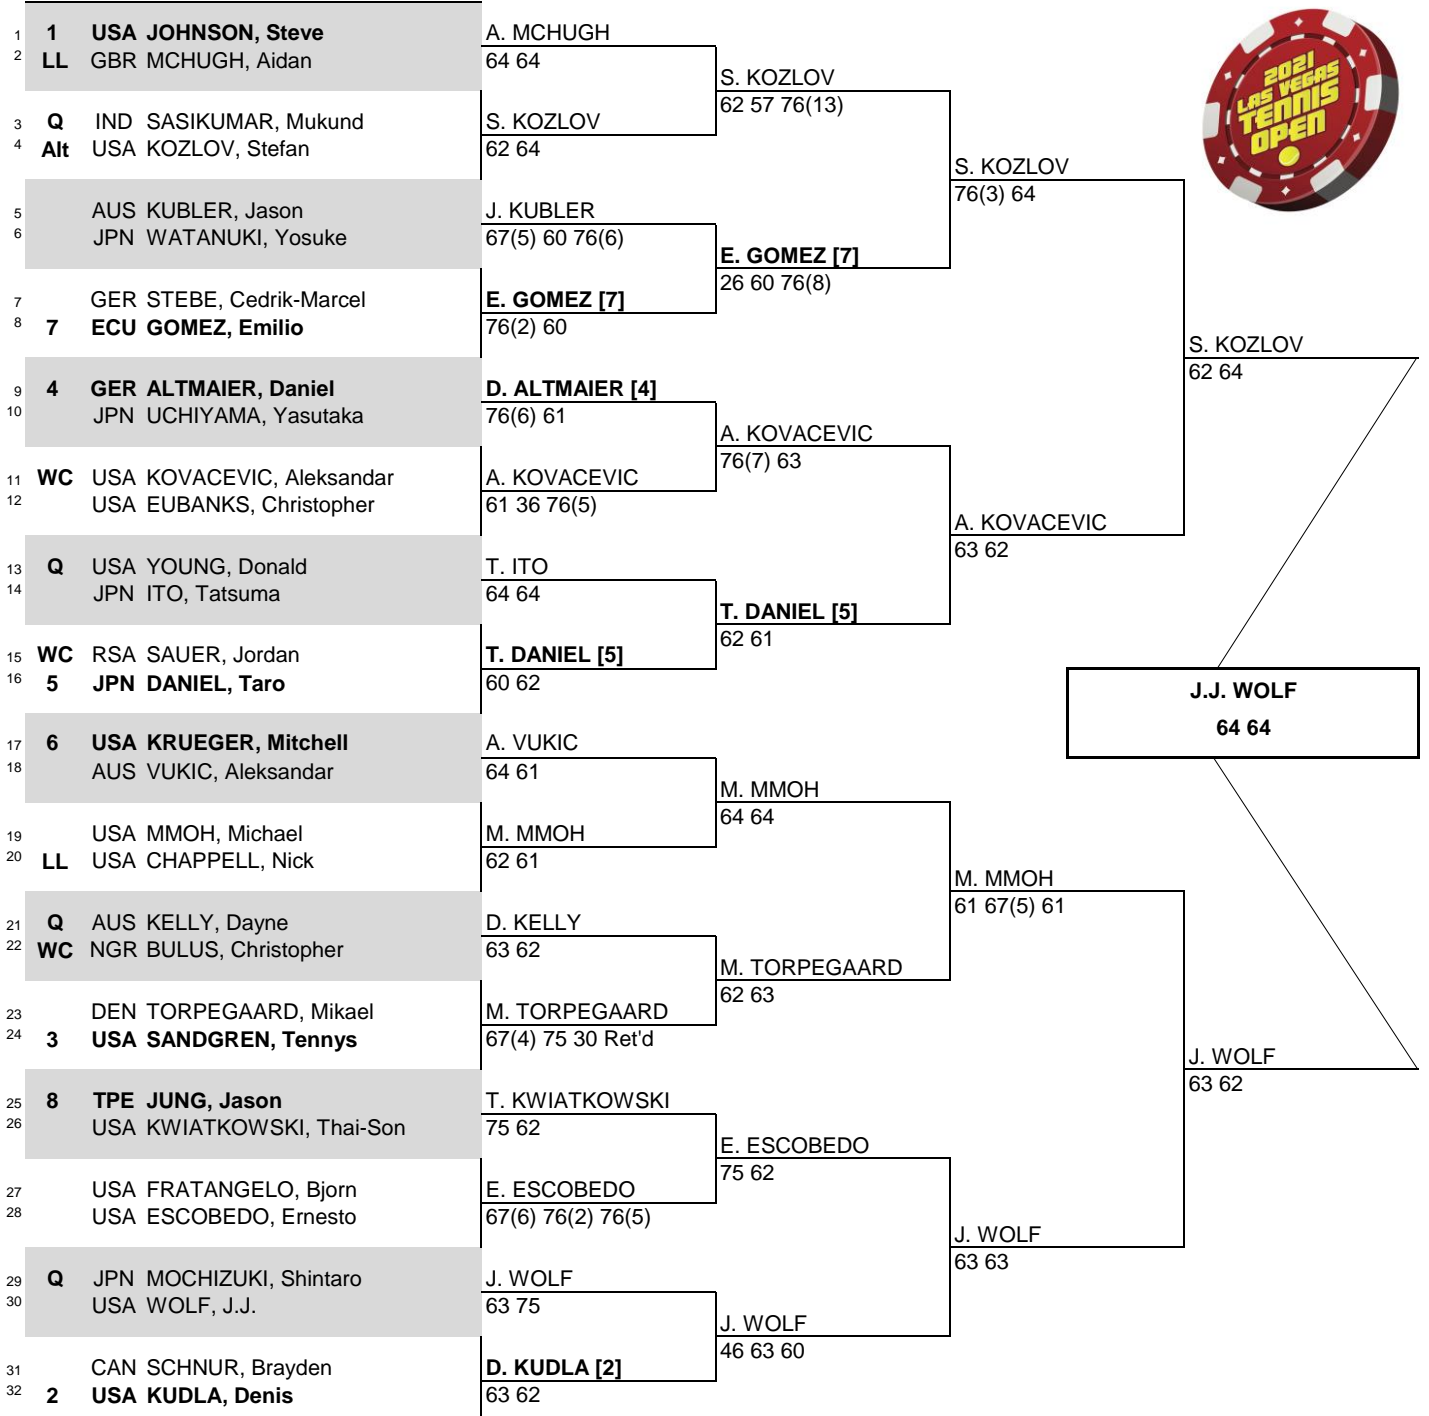 1 1 USA JOHNSON, Steve
2 LL GBR MCHUGH, Aidan
3 Q IND SASIKUMAR, Mukund
4 Alt USA KOZLOV, Stefan
5 AUS KUBLER, Jason
6 JPN WATANUKI, Yosuke
7 GER STEBE, Cedrik-Marcel
8 7 ECU GOMEZ, Emilio
9 4 GER ALTMAIER, Daniel
10 JPN UCHIYAMA, Yasutaka
11 WC USA KOVACEVIC, Aleksandar
12 USA EUBANKS, Christopher
13 Q USA YOUNG, Donald
14 JPN ITO, Tatsuma
15 WC RSA SAUER, Jordan
16 5 JPN DANIEL, Taro
17 6 USA KRUEGER, Mitchell
18 AUS VUKIC, Aleksandar
19 USA MMOH, Michael
20 LL USA CHAPPELL, Nick
21 Q AUS KELLY, Dayne
22 WC NGR BULUS, Christopher
23 DEN TORPEGAARD, Mikael
24 3 USA SANDGREN, Tennys
25 8 TPE JUNG, Jason
26 USA KWIATKOWSKI, Thai-Son
27 USA FRATANGELO, Bjorn
28 USA ESCOBEDO, Ernesto
29 Q JPN MOCHIZUKI, Shintaro
30 USA WOLF, J.J.
31 CAN SCHNUR, Brayden
32 2 USA KUDLA, Denis
A. MCHUGH
64 64
S. KOZLOV
62 64
J. KUBLER
67(5) 60 76(6)
E. GOMEZ [7]
76(2) 60
D. ALTMAIER [4]
76(6) 61
A. KOVACEVIC
61 36 76(5)
T. ITO
64 64
T. DANIEL [5]
60 62
A. VUKIC
64 61
M. MMOH
62 61
D. KELLY
63 62
M. TORPEGAARD
67(4) 75 30 Ret'd
T. KWIATKOWSKI
75 62
E. ESCOBEDO
67(6) 76(2) 76(5)
J. WOLF
63 75
D. KUDLA [2]
63 62
S. KOZLOV
62 57 76(13)
E. GOMEZ [7]
26 60 76(8)
A. KOVACEVIC
76(7) 63
T. DANIEL [5]
62 61
M. MMOH
64 64
M. TORPEGAARD
62 63
E. ESCOBEDO
75 62
J. WOLF
46 63 60
S. KOZLOV
76(3) 64
A. KOVACEVIC
63 62
M. MMOH
61 67(5) 61
J. WOLF
63 63
S. KOZLOV
62 64
J. WOLF
63 62
J.J. WOLF
64 64
2021
LAS VEGAS
TENNIS
OPEN